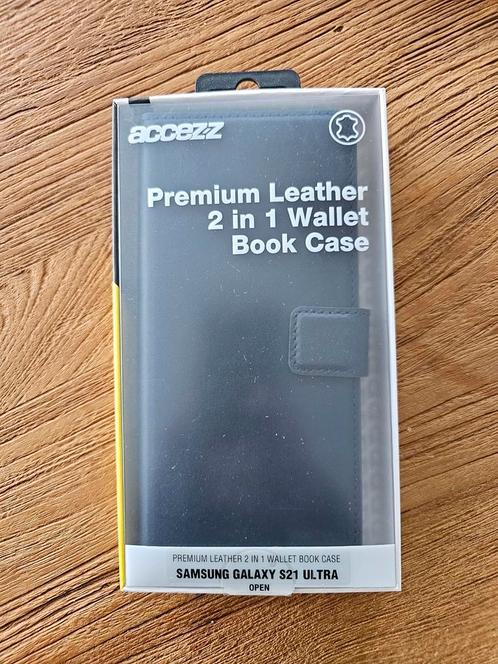 accezz
Premium Leather
2 in 1 Wallet
Book Case
PREMIUM LEATHER 2 IN 1 WALLET BOOK CASE
SAMSUNG GALAXY S21 ULTRA
OPEN